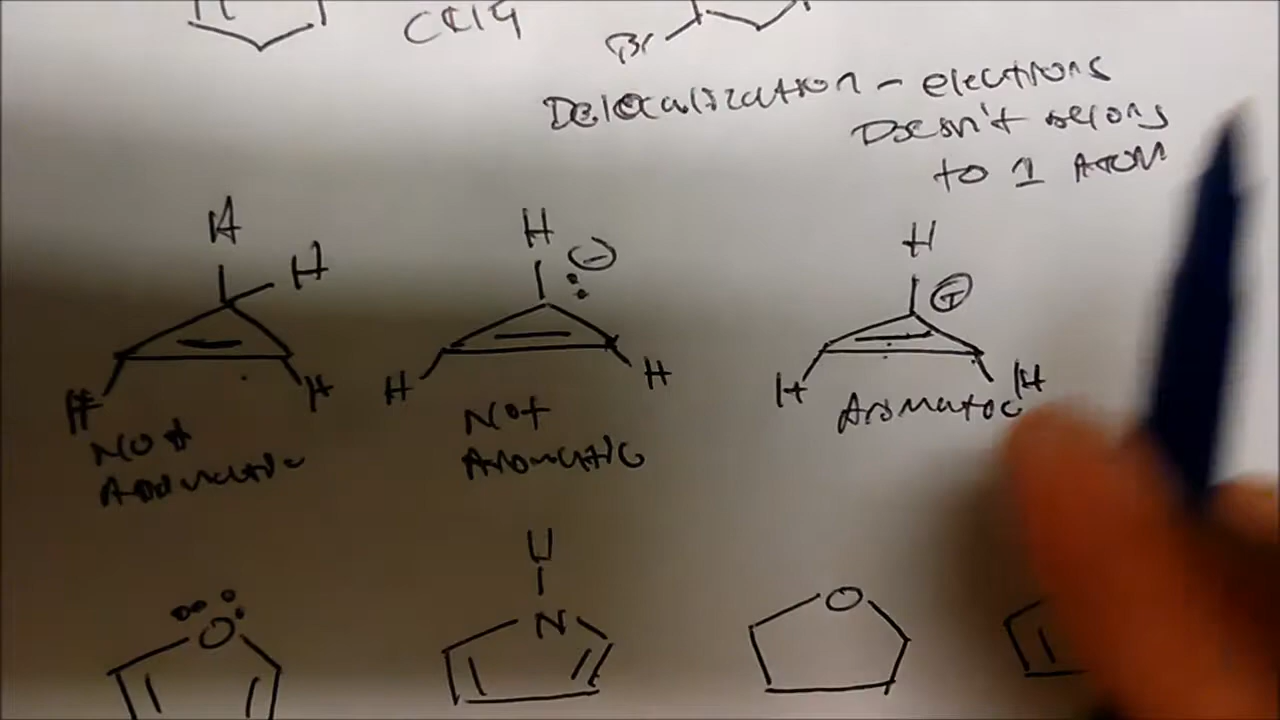 CCl4
Br
Delocalization - electrons
Doesn't belong
to 1 ATOM
H
H
H
H
Not
Aromatic
H
⊖
H
H
Not
Aromatic
H
⊕
H
H
Aromatic
O
H
N
O